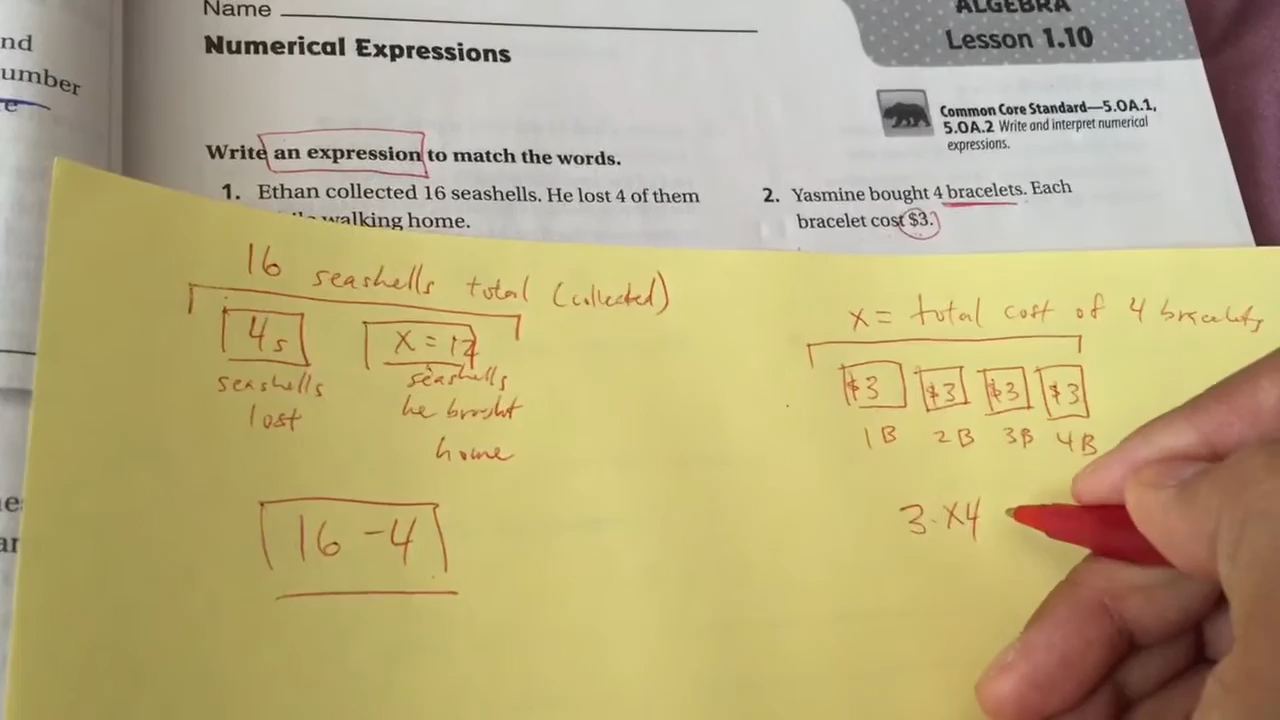 Name
Numerical Expressions
ALGEBRA
Lesson 1.10
nd
umber
e
Common Core Standard—5.OA.1,
5.OA.2 Write and interpret numerical
expressions.
Write an expression to match the words.
1. Ethan collected 16 seashells. He lost 4 of them
walking home.
2. Yasmine bought 4 bracelets. Each
bracelet cost $3.
16 seashells total (collected)
4s
x = 12
seashells
lost
seashells
he brought
home
16 - 4
x = total cost of 4 bracelets
$3 $3 $3 $3
1B 2B 3B 4B
3 · x4
e
ar